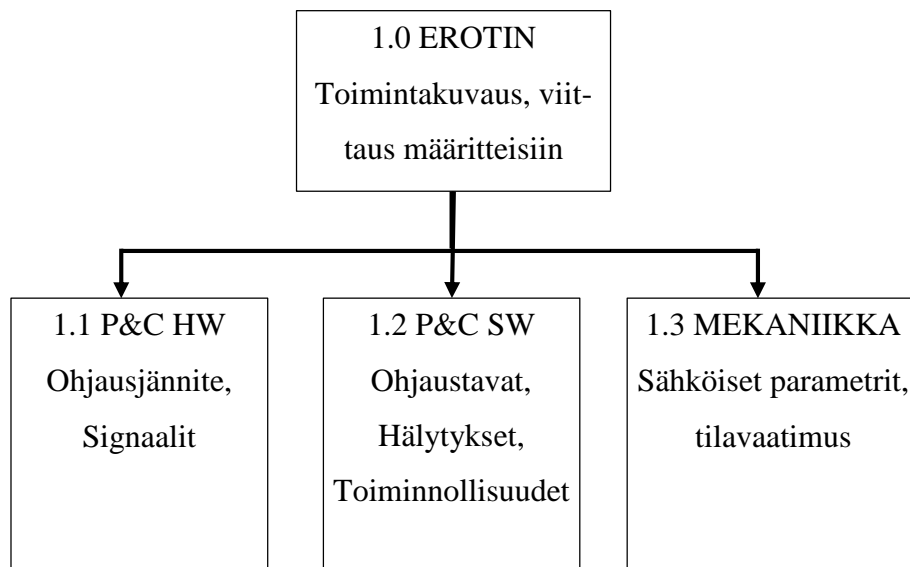 1.0 EROTIN
Toimintakuvaus, viit-
taus määritteisiin
1.1 P&C HW
Ohjausjännite,
Signaalit
1.2 P&C SW
Ohjaustavat,
Hälytykset,
Toiminnollisuudet
1.3 MEKANIIKKA
Sähköiset parametrit,
tilavaatimus